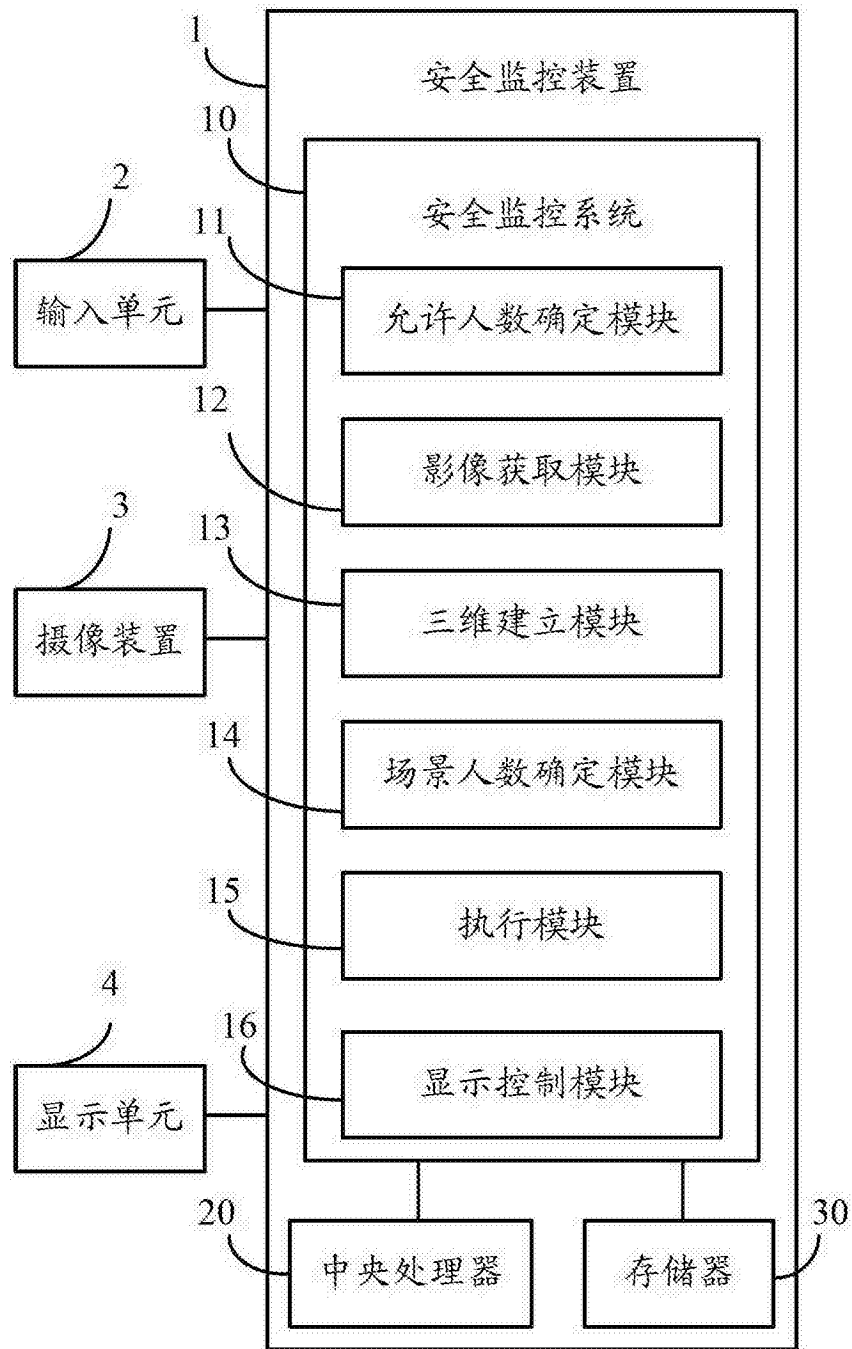 1
安全监控装置
10
安全监控系统
2
输入单元
11
允许人数确定模块
12
影像获取模块
3
摄像装置
13
三维建立模块
14
场景人数确定模块
15
执行模块
4
显示单元
16
显示控制模块
20
中央处理器
30
存储器